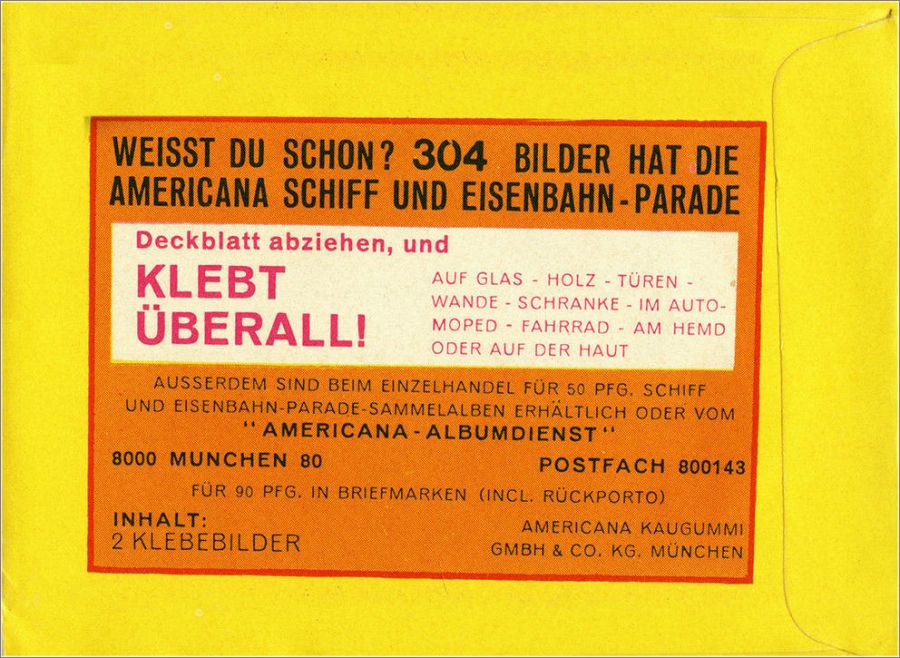 WEISST DU SCHON? 304 BILDER HAT DIE
AMERICANA SCHIFF UND EISENBAHN-PARADE
Deckblatt abziehen, und
KLEBT
ÜBERALL!
AUF GLAS - HOLZ - TÜREN -
WANDE - SCHRANKE - IM AUTO-
MOPED - FAHRRAD - AM HEMD
ODER AUF DER HAUT
AUSSERDEM SIND BEIM EINZELHANDEL FÜR 50 PFG. SCHIFF
UND EISENBAHN-PARADE-SAMMELALBEN ERHÄLTLICH ODER VOM
"AMERICANA-ALBUMDIENST"
8000 MUNCHEN 80 POSTFACH 800143
FÜR 90 PFG. IN BRIEFMARKEN (INCL. RÜCKPORTO)
INHALT:
2 KLEBEBILDER
AMERICANA KAUGUMMI
GMBH & CO. KG. MÜNCHEN